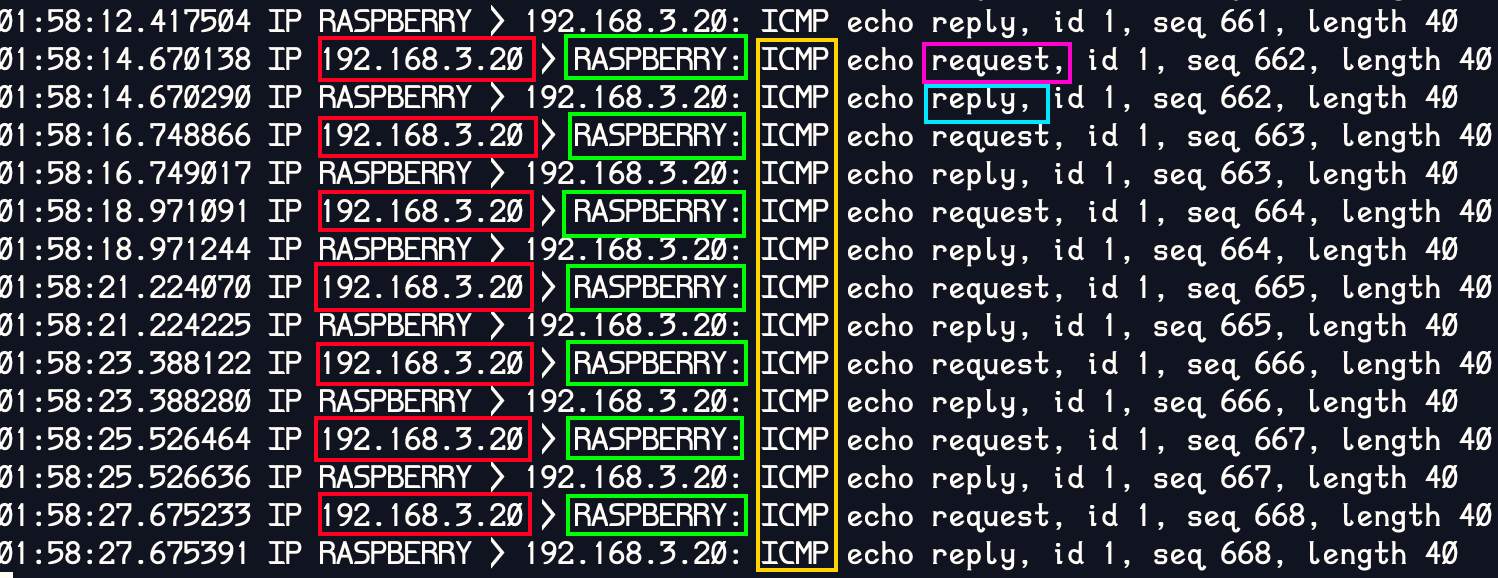 01:58:12.417504 IP RASPBERRY > 192.168.3.20: ICMP echo reply, id 1, seq 661, length 40
01:58:14.670138 IP 192.168.3.20 > RASPBERRY: ICMP echo request, id 1, seq 662, length 40
01:58:14.670290 IP RASPBERRY > 192.168.3.20: ICMP echo reply, id 1, seq 662, length 40
01:58:16.748866 IP 192.168.3.20 > RASPBERRY: ICMP echo request, id 1, seq 663, length 40
01:58:16.749017 IP RASPBERRY > 192.168.3.20: ICMP echo reply, id 1, seq 663, length 40
01:58:18.971091 IP 192.168.3.20 > RASPBERRY: ICMP echo request, id 1, seq 664, length 40
01:58:18.971244 IP RASPBERRY > 192.168.3.20: ICMP echo reply, id 1, seq 664, length 40
01:58:21.224070 IP 192.168.3.20 > RASPBERRY: ICMP echo request, id 1, seq 665, length 40
01:58:21.224225 IP RASPBERRY > 192.168.3.20: ICMP echo reply, id 1, seq 665, length 40
01:58:23.388122 IP 192.168.3.20 > RASPBERRY: ICMP echo request, id 1, seq 666, length 40
01:58:23.388280 IP RASPBERRY > 192.168.3.20: ICMP echo reply, id 1, seq 666, length 40
01:58:25.526464 IP 192.168.3.20 > RASPBERRY: ICMP echo request, id 1, seq 667, length 40
01:58:25.526636 IP RASPBERRY > 192.168.3.20: ICMP echo reply, id 1, seq 667, length 40
01:58:27.675233 IP 192.168.3.20 > RASPBERRY: ICMP echo request, id 1, seq 668, length 40
01:58:27.675391 IP RASPBERRY > 192.168.3.20: ICMP echo reply, id 1, seq 668, length 40